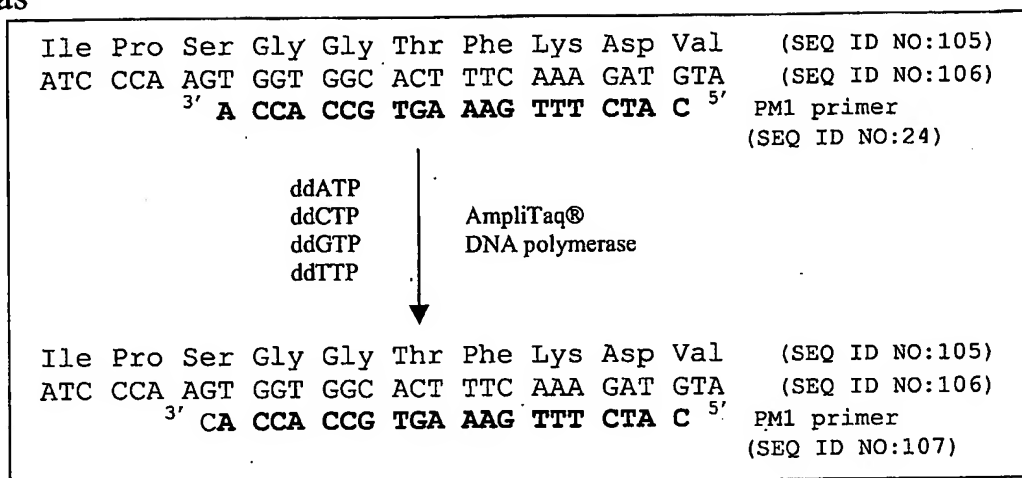 as
Ile Pro Ser Gly Gly Thr Phe Lys Asp Val (SEQ ID NO:105)
ATC CCA AGT GGT GGC ACT TTC AAA GAT GTA (SEQ ID NO:106)
3' A CCA CCG TGA AAG TTT CTA C 5' PM1 primer
(SEQ ID NO:24)
ddATP
ddCTP AmpliTaq®
ddGTP DNA polymerase
ddTTP
Ile Pro Ser Gly Gly Thr Phe Lys Asp Val (SEQ ID NO:105)
ATC CCA AGT GGT GGC ACT TTC AAA GAT GTA (SEQ ID NO:106)
3' CA CCA CCG TGA AAG TTT CTA C 5' PM1 primer
(SEQ ID NO:107)